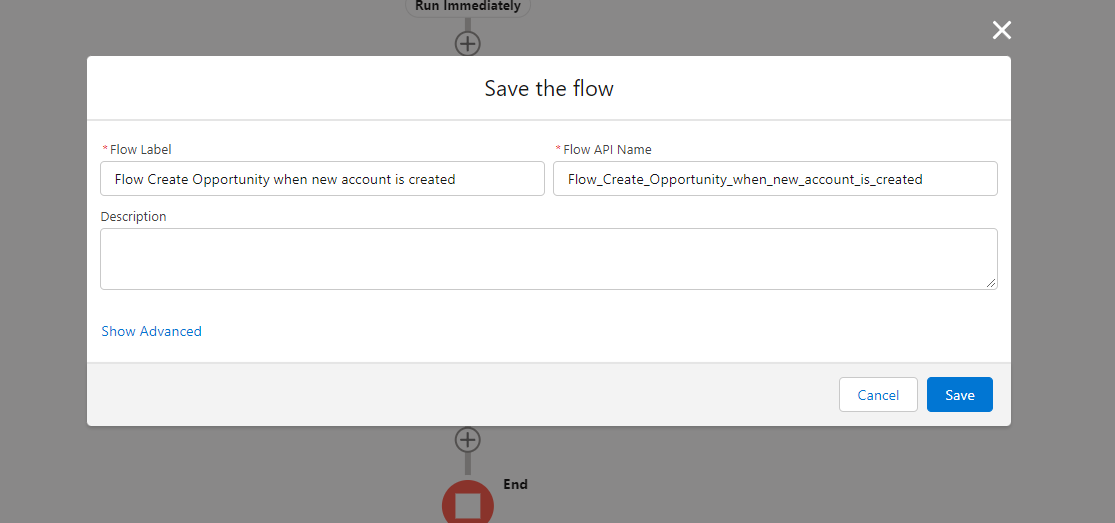 Run Immediately
Save the flow
* Flow Label
* Flow API Name
Flow Create Opportunity when new account is created
Flow_Create_Opportunity_when_new_account_is_created
Description
Show Advanced
Cancel
Save
End